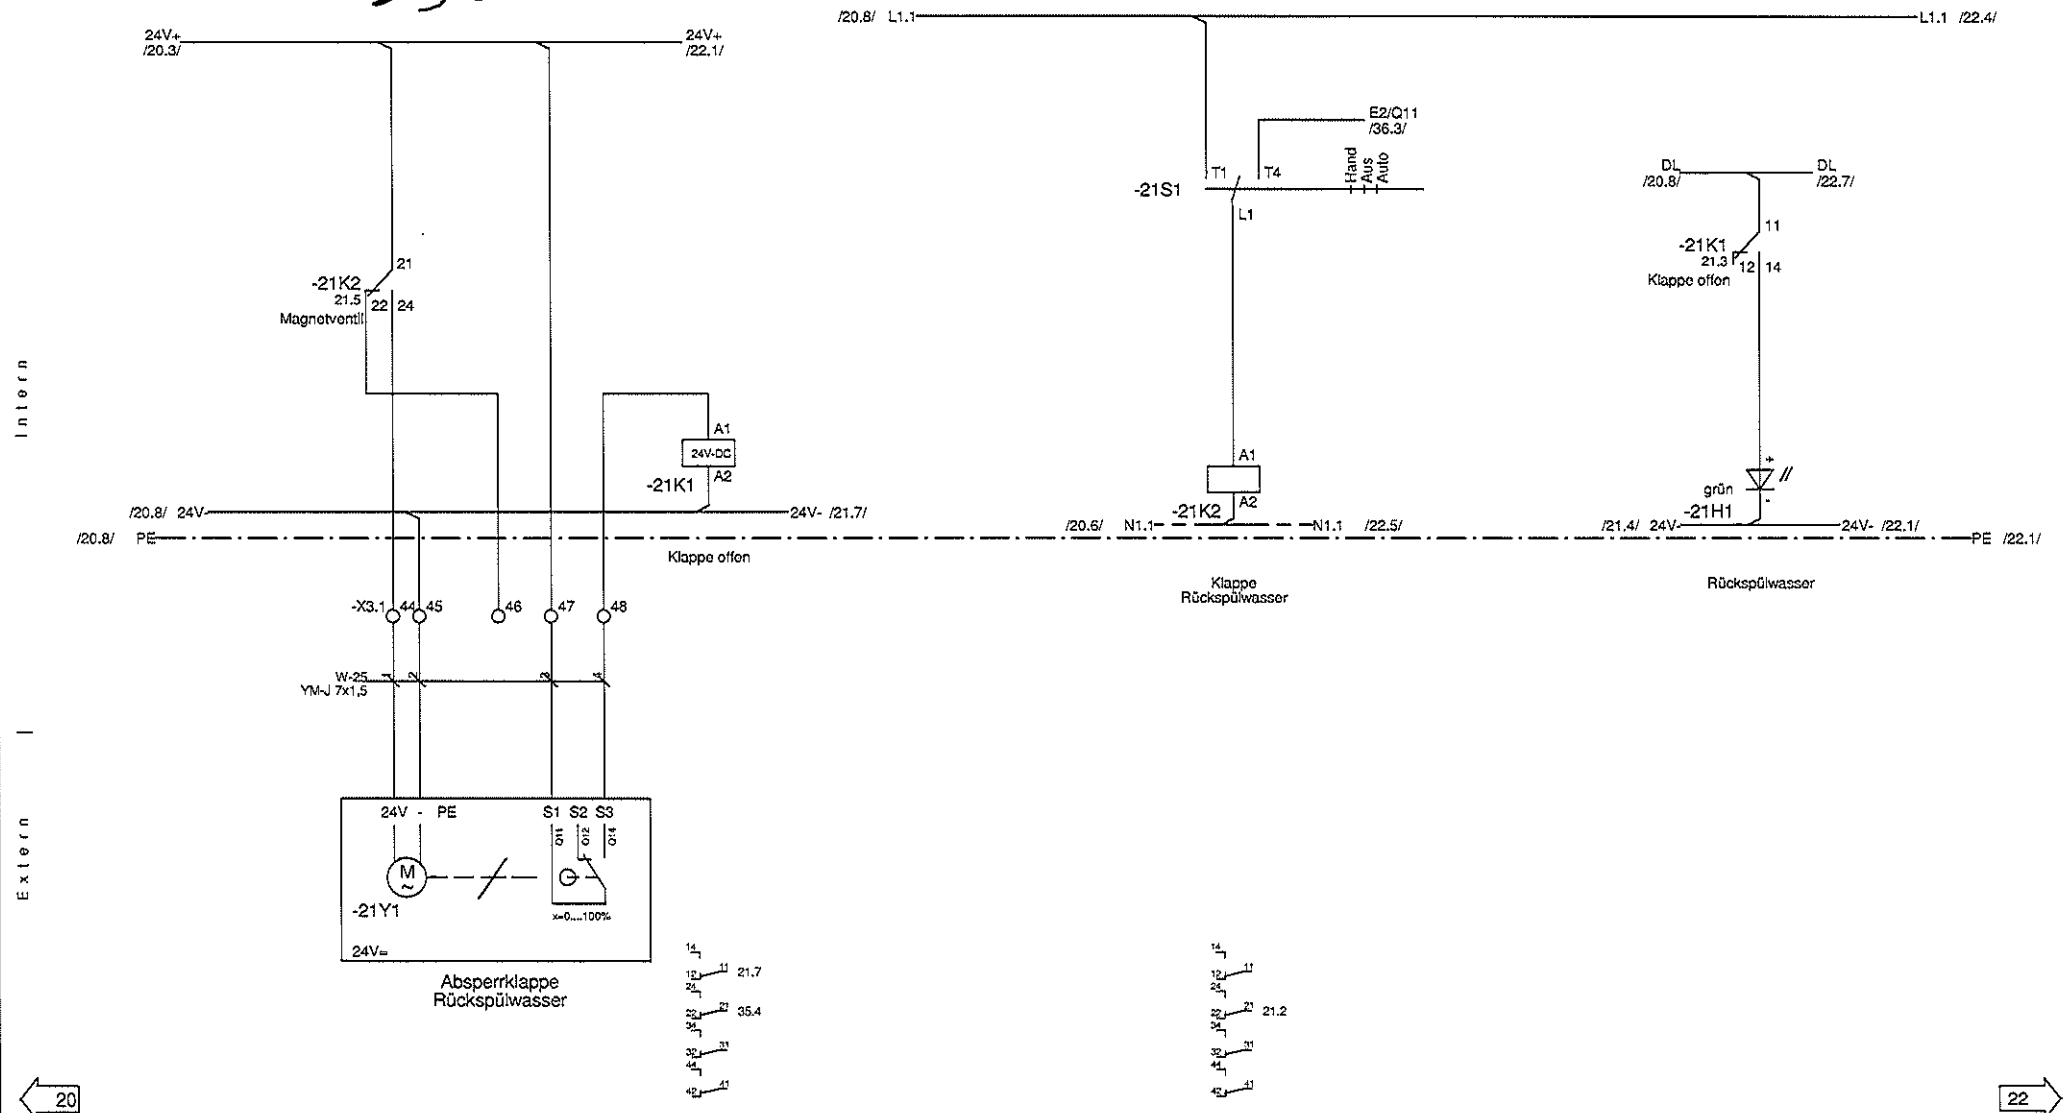 /20.8/ L1.1
L1.1 /22.4/
24V+
/20.3/
24V+
/22.1/
E2/Q11
/36.3/
-21S1
T1
T4
Hand
Aus
Auto
L1
DL
/20.8/
DL
/22.7/
11
-21K1
21.3
12
14
Klappe offen
21
-21K2
21.5
22
24
Magnetventil
Intern
A1
24V-DC
A2
-21K1
A1
A2
-21K2
+
grün
-
-21H1
/20.8/ 24V-
24V- /21.7/
/20.6/ N1.1
N1.1 /22.5/
/21.4/ 24V-
24V- /22.1/
/20.8/ PE
PE /22.1/
Klappe offen
Klappe
Rückspülwasser
Rückspülwasser
-X3.1
44
45
46
47
48
W-25
YM-J 7x1,5
1
2
3
4
Extern
24V - PE
S1 S2 S3
Q11
Q12
Q14
M
~
-21Y1
x=0....100%
24V=
Absperrklappe
Rückspülwasser
14
12 11 21.7
24
22 21 35.4
34
32 31
44
42 41
14
12 11
24
22 21 21.2
34
32 31
44
42 41
20
22